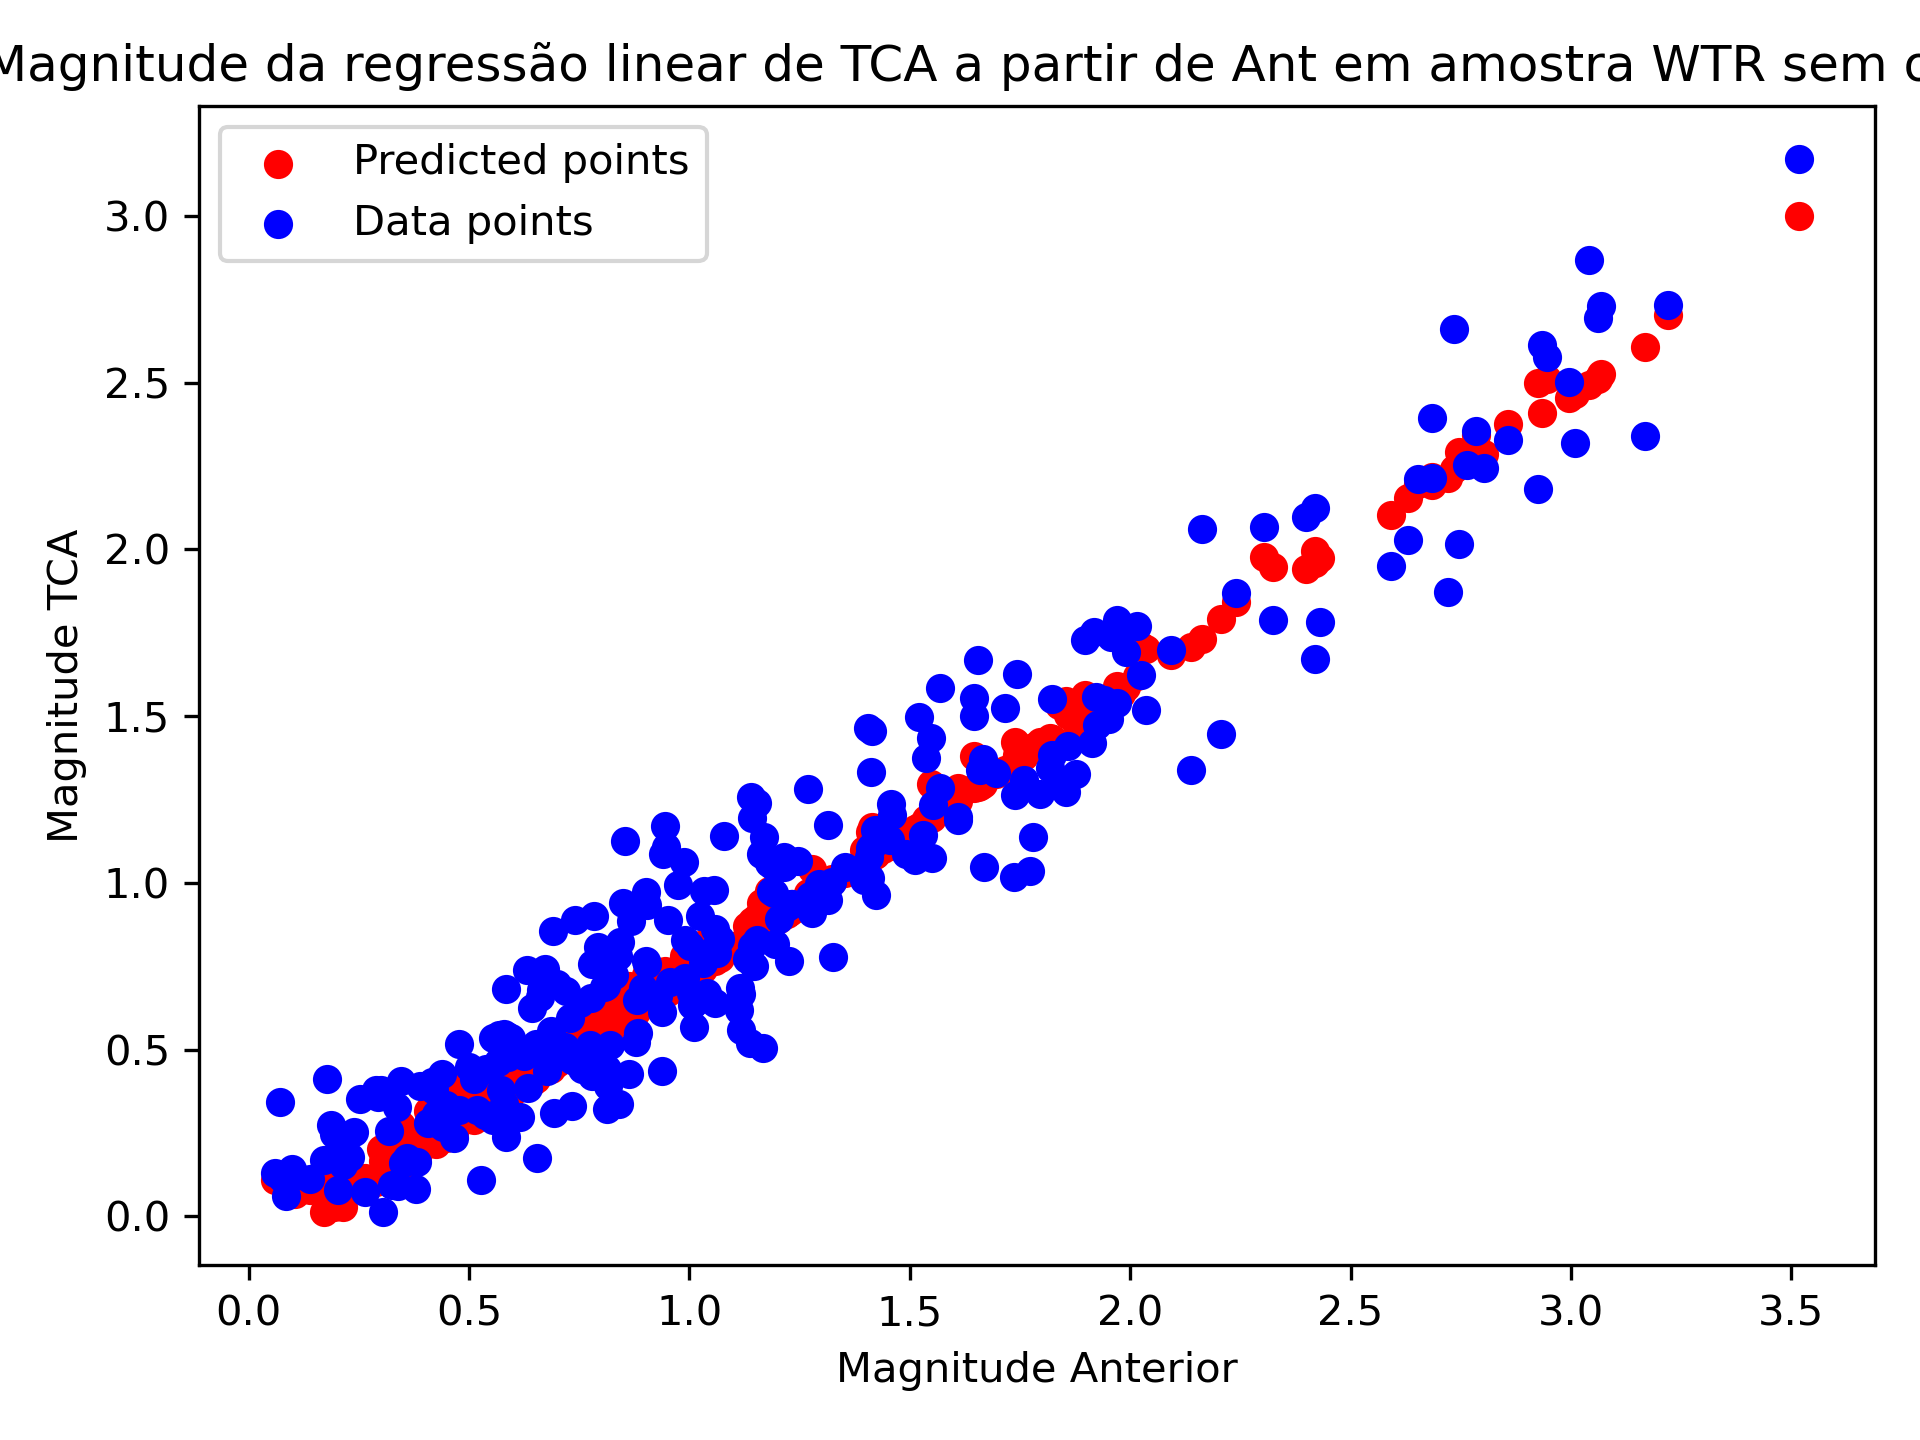 Magnitude da regressão linear de TCA a partir de Ant em amostra WTR sem
Predicted points
Data points
Magnitude TCA
3.0
2.5
2.0
1.5
1.0
0.5
0.0
0.0 0.5 1.0 1.5 2.0 2.5 3.0 3.5
Magnitude Anterior